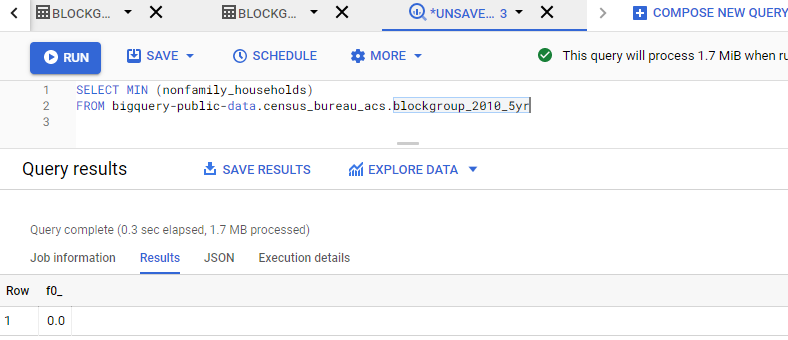 BLOCKG... BLOCKG... *UNSAVE... 3 COMPOSE NEW QUERY
RUN SAVE SCHEDULE MORE This query will process 1.7 MiB when ru
1 SELECT MIN (nonfamily_households)
2 FROM bigquery-public-data.census_bureau_acs.blockgroup_2010_5yr
3
Query results SAVE RESULTS EXPLORE DATA
Query complete (0.3 sec elapsed, 1.7 MB processed)
Job information Results JSON Execution details
Row f0_
1 0.0